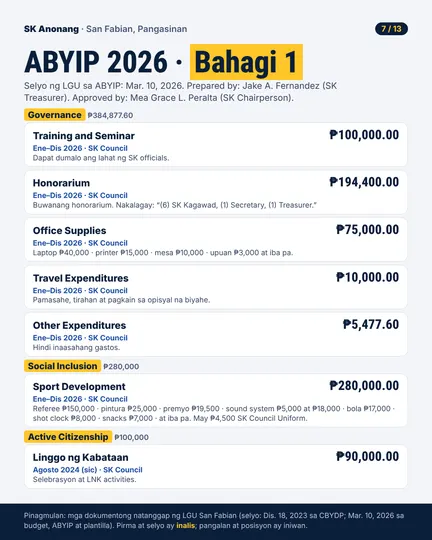 SK Anonang · San Fabian, Pangasinan
7 / 13
ABYIP 2026 · Bahagi 1
Selyo ng LGU sa ABYIP: Mar. 10, 2026. Prepared by: Jake A. Fernandez (SK
Treasurer). Approved by: Mea Grace L. Peralta (SK Chairperson).
Governance ₱384,877.60
Training and Seminar ₱100,000.00
Ene–Dis 2026 · SK Council
Dapat dumalo ang lahat ng SK officials.
Honorarium ₱194,400.00
Ene–Dis 2026 · SK Council
Buwanang honorarium. Nakalagay: “(6) SK Kagawad, (1) Secretary, (1) Treasurer.”
Office Supplies ₱75,000.00
Ene–Dis 2026 · SK Council
Laptop ₱40,000 · printer ₱15,000 · mesa ₱10,000 · upuan ₱3,000 at iba pa.
Travel Expenditures ₱10,000.00
Ene–Dis 2026 · SK Council
Pamasahe, tirahan at pagkain sa opisyal na biyahe.
Other Expenditures ₱5,477.60
Ene–Dis 2026 · SK Council
Hindi inaasahang gastos.
Social Inclusion ₱280,000
Sport Development ₱280,000.00
Ene–Dis 2026 · SK Council
Referee ₱150,000 · pintura ₱25,000 · premyo ₱19,500 · sound system ₱5,000 at ₱18,000 · bola ₱17,000 ·
shot clock ₱8,000 · snacks ₱7,000 · at iba pa. May ₱4,500 SK Council Uniform.
Active Citizenship ₱100,000
Linggo ng Kabataan ₱90,000.00
Agosto 2024 (sic) · SK Council
Selebrasyon at LNK activities.
Pinagmulan: mga dokumentong natanggap ng LGU San Fabian (selyo: Dis. 18, 2023 sa CBYDP; Mar. 10, 2026 sa
budget, ABYIP at plantilla). Pirma at selyo ay inalis; pangalan at posisyon ay iniwan.